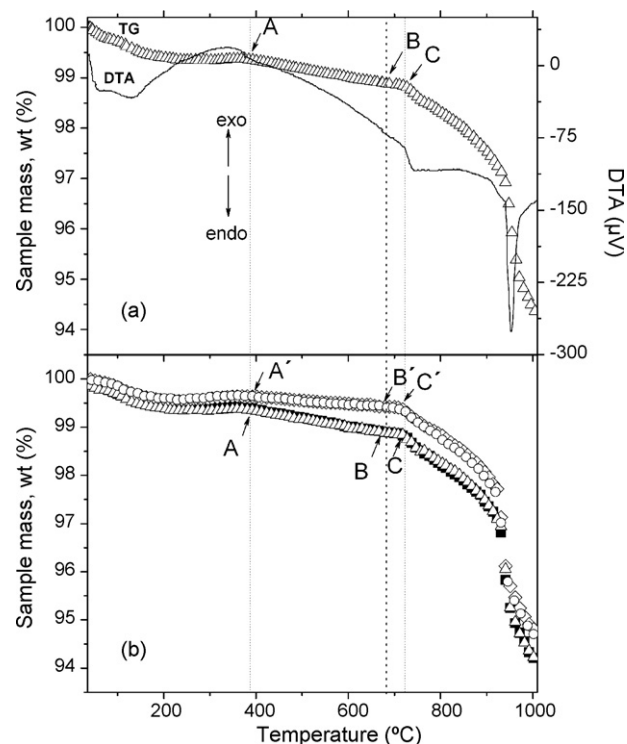 (a)
TG
DTA
A
B
C
exo
endo
100
99
98
97
96
95
94
Sample mass, wt (%)
0
-75
-150
-225
-300
DTA (µV)
(b)
A´
B´
C´
A
B
C
100
99
98
97
96
95
94
Sample mass, wt (%)
200 400 600 800 1000
Temperature (ºC)